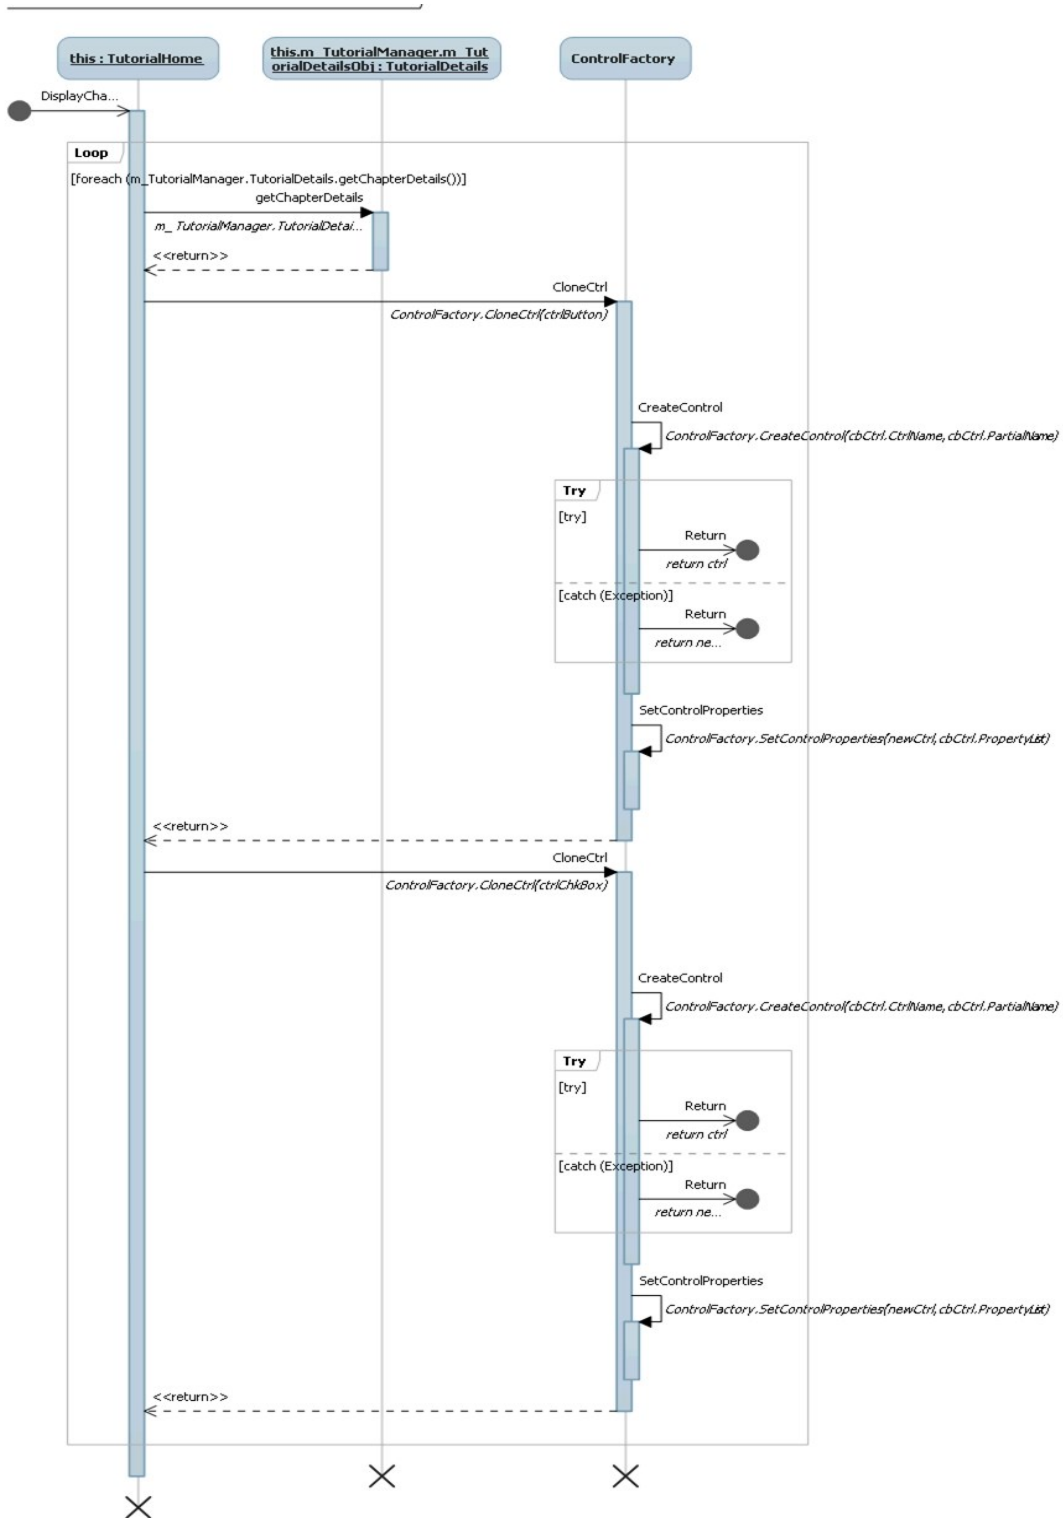 this : TutorialHome
this.m_TutorialManager.m_Tut
orialDetailsObj : TutorialDetails
ControlFactory
DisplayCha...
Loop
[foreach (m_TutorialManager.TutorialDetails.getChapterDetails())]
getChapterDetails
m_TutorialManager.TutorialDetai...
<<return>>
CloneCtrl
ControlFactory.CloneCtrl(ctrlButton)
CreateControl
ControlFactory.CreateControl(cbCtrl.CtrlName,cbCtrl.PartialName)
Try
[try]
Return
return ctrl
[catch (Exception)]
Return
return ne...
SetControlProperties
ControlFactory.SetControlProperties(newCtrl,cbCtrl.PropertyList)
<<return>>
CloneCtrl
ControlFactory.CloneCtrl(ctrlChkBox)
CreateControl
ControlFactory.CreateControl(cbCtrl.CtrlName,cbCtrl.PartialName)
Try
[try]
Return
return ctrl
[catch (Exception)]
Return
return ne...
SetControlProperties
ControlFactory.SetControlProperties(newCtrl,cbCtrl.PropertyList)
<<return>>